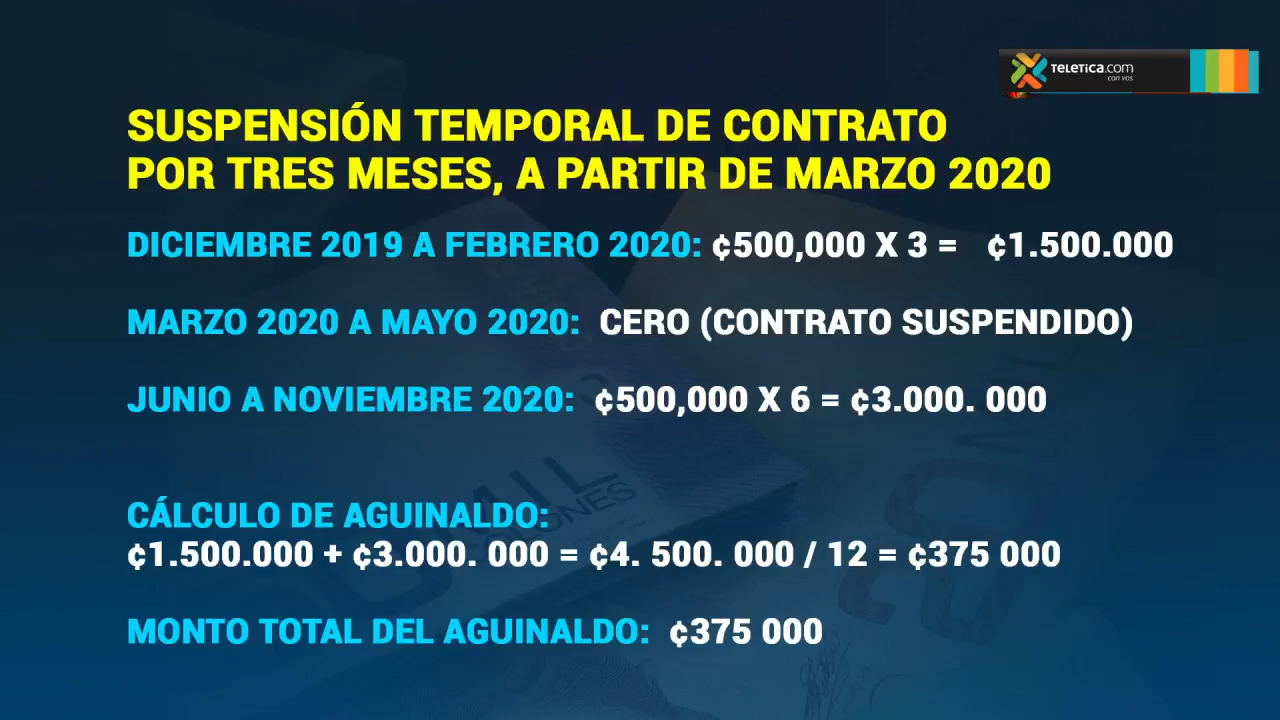 TELETICA.com
con vos
SUSPENSIÓN TEMPORAL DE CONTRATO
POR TRES MESES, A PARTIR DE MARZO 2020
DICIEMBRE 2019 A FEBRERO 2020: ¢500,000 X 3 = ¢1.500.000
MARZO 2020 A MAYO 2020: CERO (CONTRATO SUSPENDIDO)
JUNIO A NOVIEMBRE 2020: ¢500,000 X 6 = ¢3.000. 000
CÁLCULO DE AGUINALDO:
¢1.500.000 + ¢3.000. 000 = ¢4. 500. 000 / 12 = ¢375 000
MONTO TOTAL DEL AGUINALDO: ¢375 000